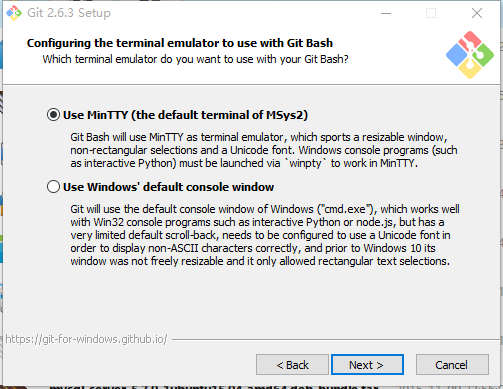 Git 2.6.3 Setup
Configuring the terminal emulator to use with Git Bash
Which terminal emulator do you want to use with your Git Bash?
Use MinTTY (the default terminal of MSys2)
Git Bash will use MinTTY as terminal emulator, which sports a resizable window,
non-rectangular selections and a Unicode font. Windows console programs (such
as interactive Python) must be launched via `winpty` to work in MinTTY.
Use Windows' default console window
Git will use the default console window of Windows ("cmd.exe"), which works well
with Win32 console programs such as interactive Python or node.js, but has a
very limited default scroll-back, needs to be configured to use a Unicode font in
order to display non-ASCII characters correctly, and prior to Windows 10 its
window was not freely resizable and it only allowed rectangular text selections.
https://git-for-windows.github.io/
< Back
Next >
Cancel